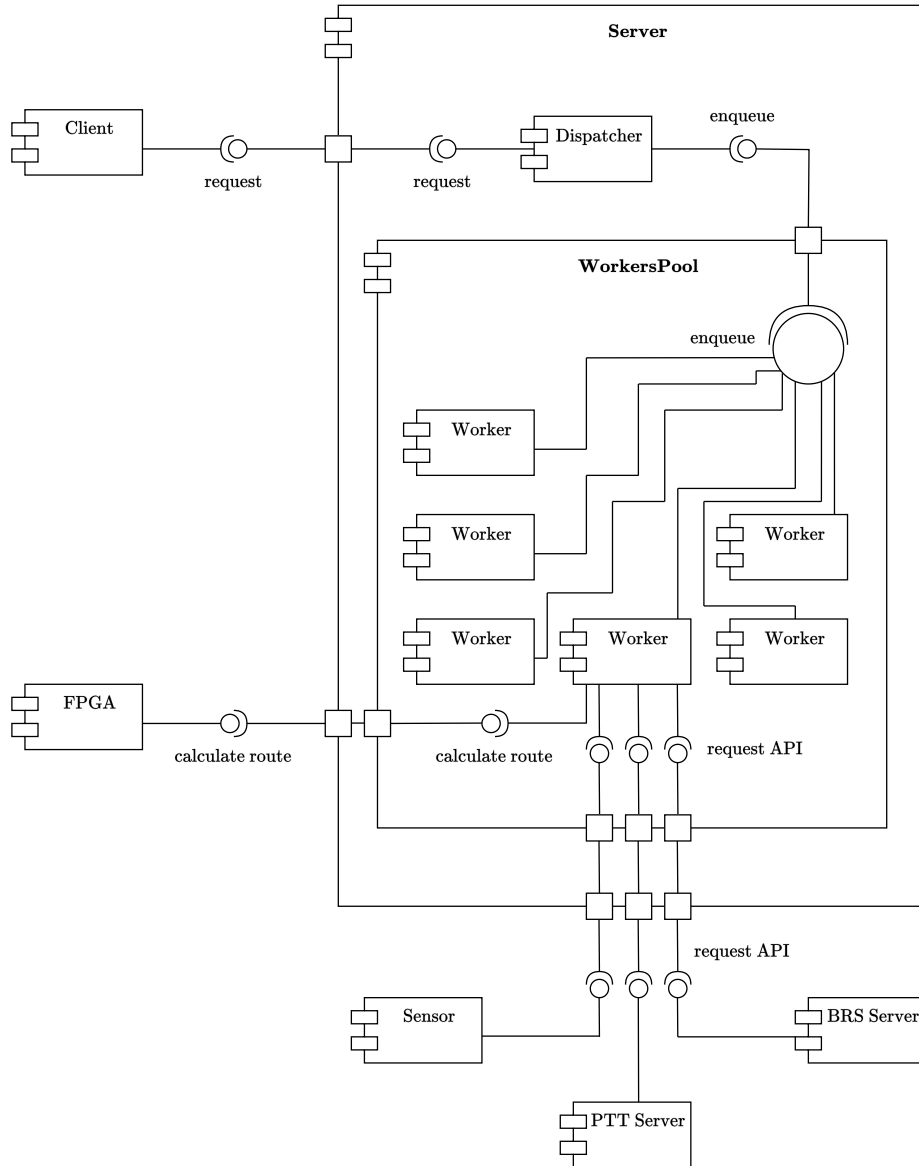 Server
Client
Dispatcher
enqueue
request
request
WorkersPool
enqueue
Worker
Worker
Worker
Worker
Worker
Worker
FPGA
calculate route
calculate route
request API
request API
Sensor
BRS Server
PTT Server